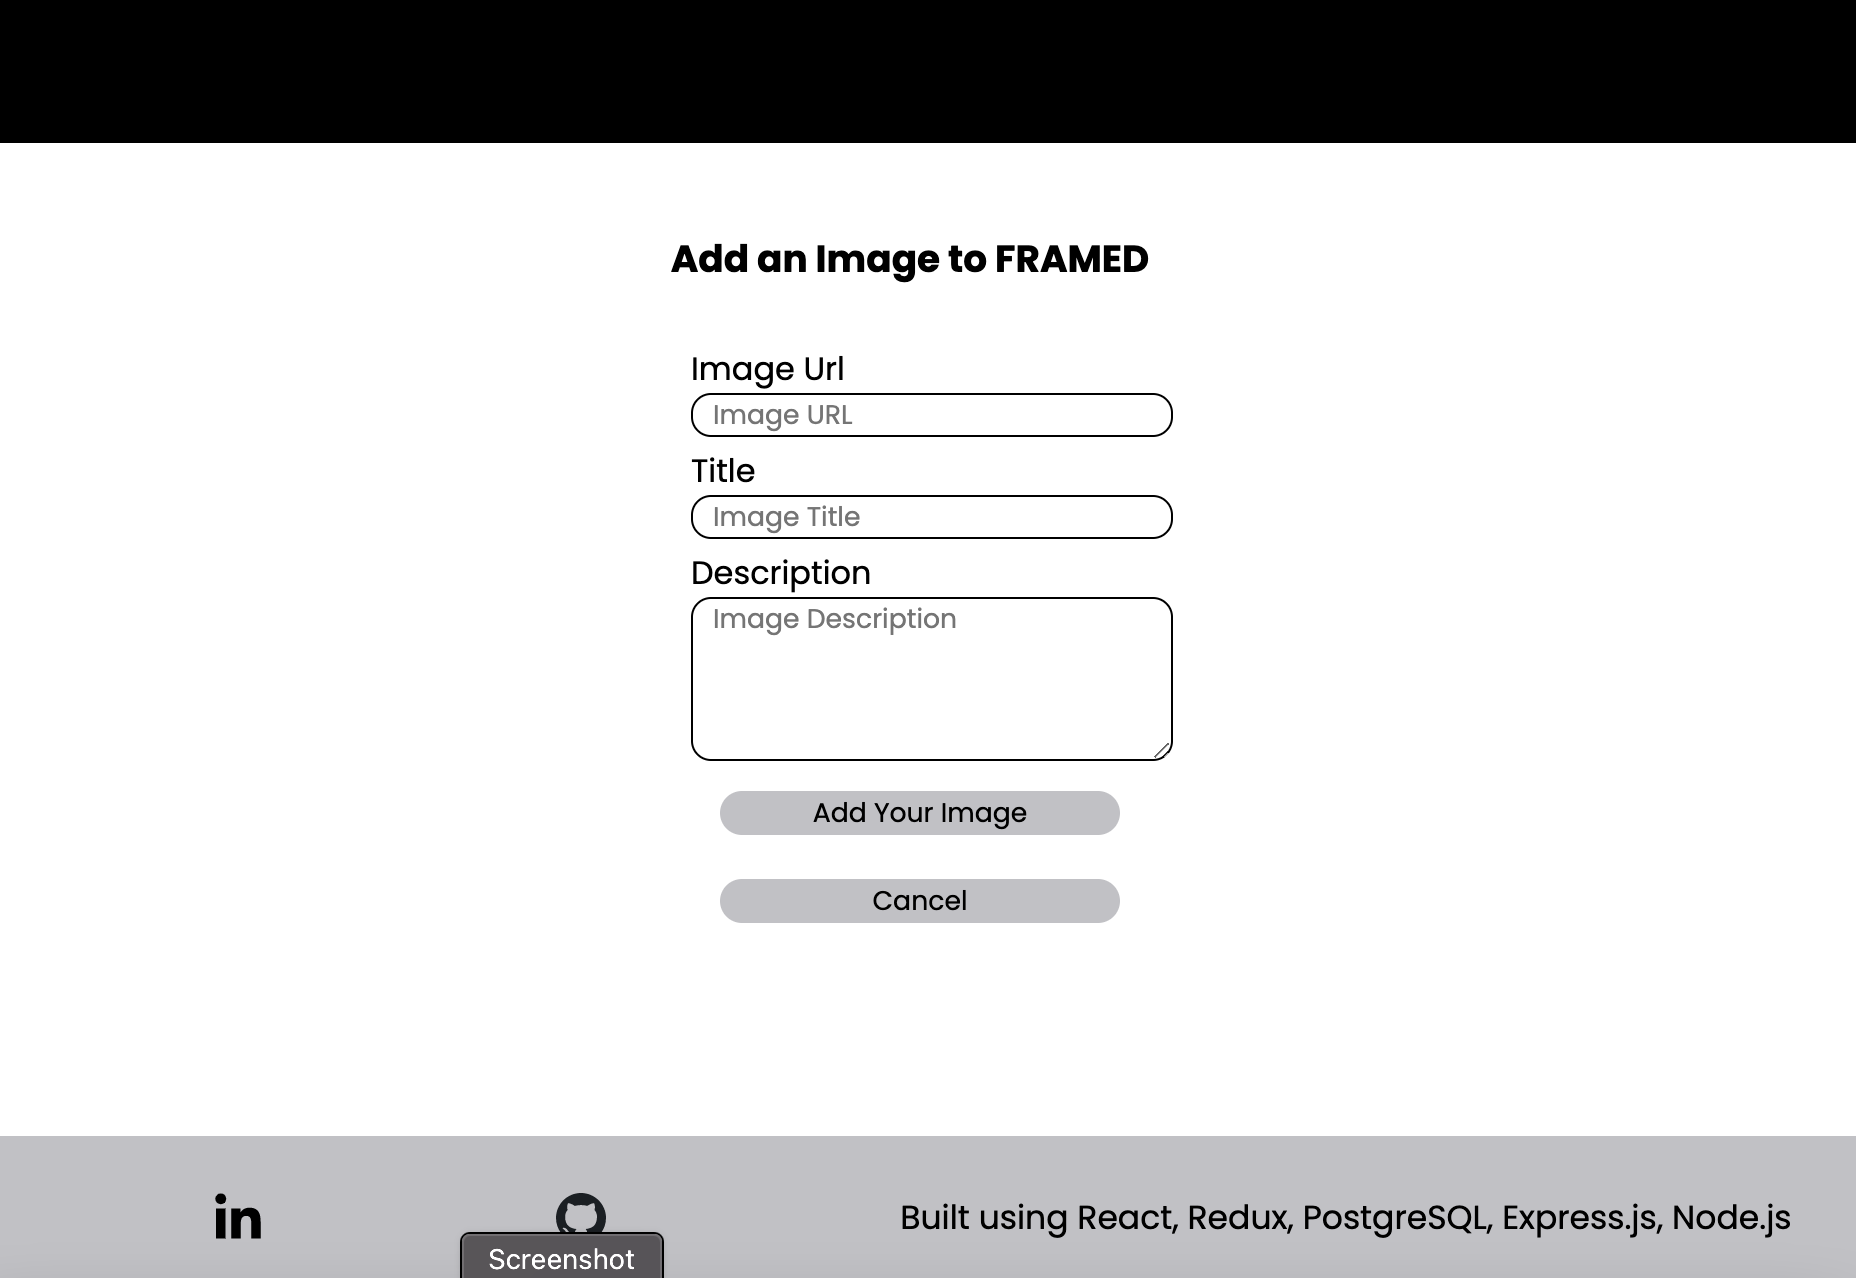 Add an Image to FRAMED
Image Url
Image URL
Title
Image Title
Description
Image Description
Add Your Image
Cancel
in
Built using React, Redux, PostgreSQL, Express.js, Node.js
Screenshot